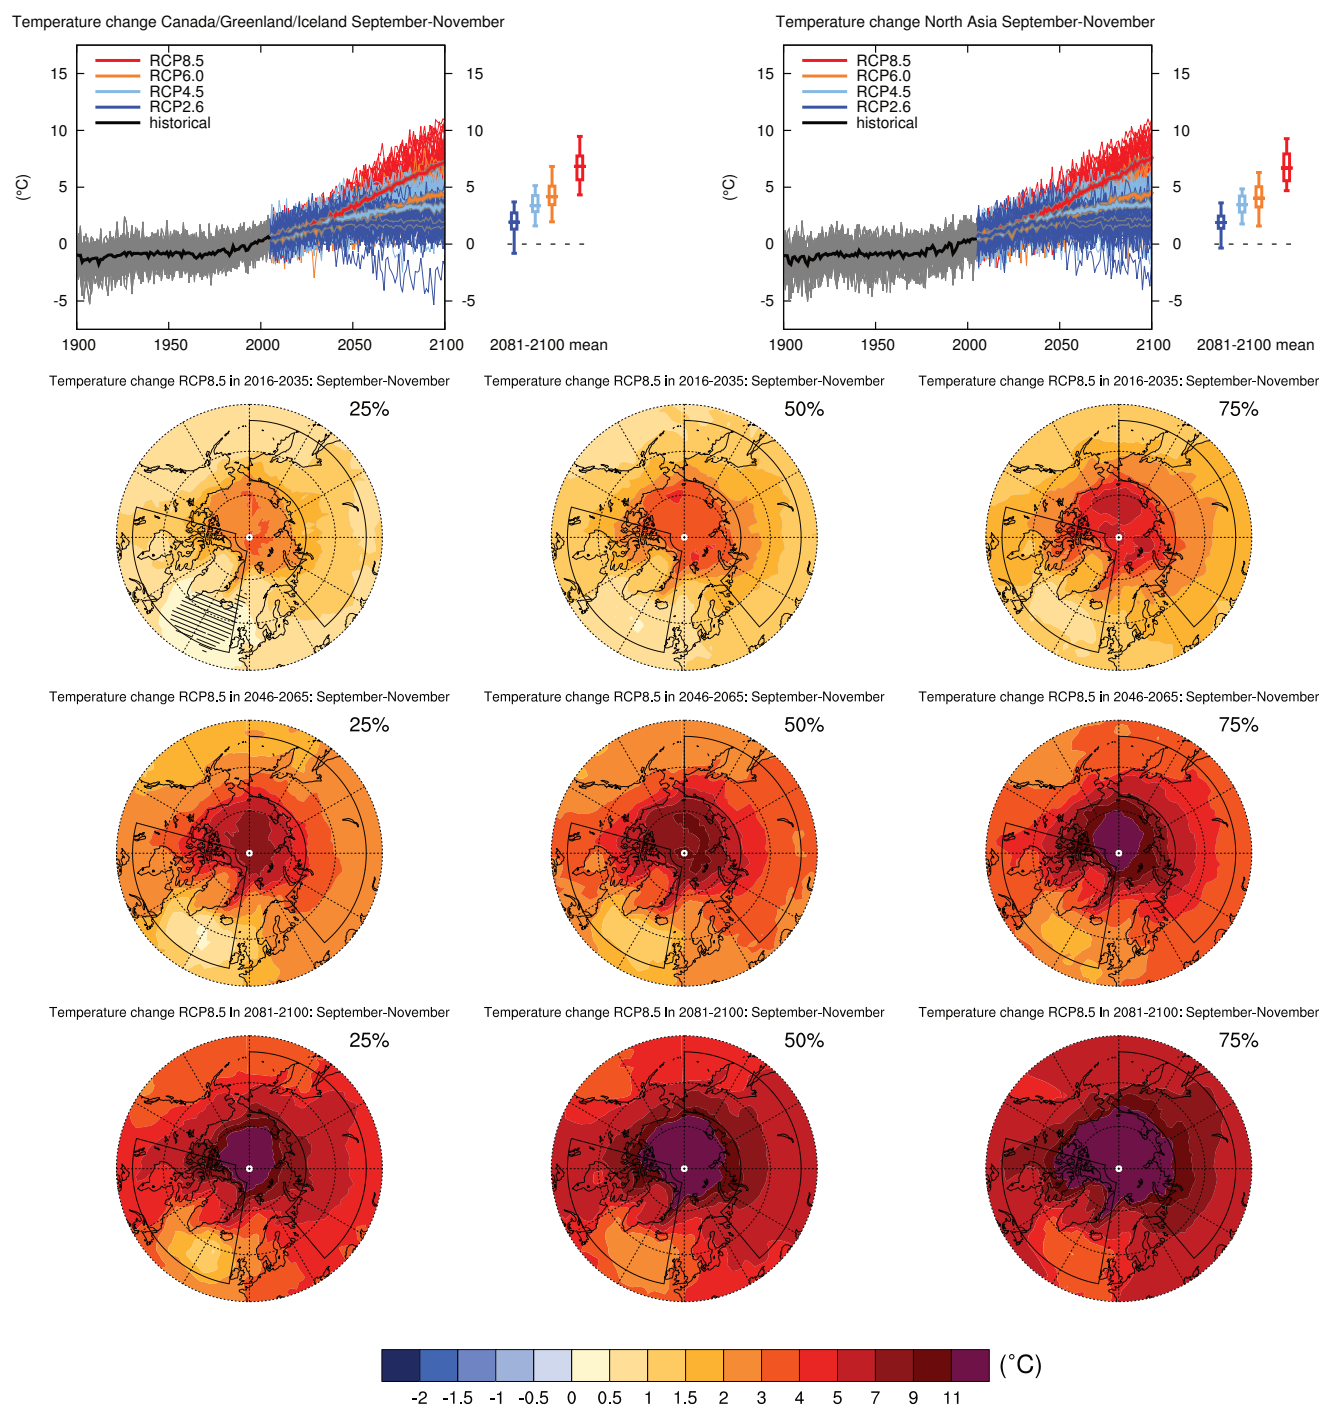 Temperature change Canada/Greenland/Iceland September-November
(°C)
15
10
5
0
-5
RCP8.5
RCP6.0
RCP4.5
RCP2.6
historical
15
10
5
0
-5
1900 1950 2000 2050 2100
2081-2100 mean
Temperature change North Asia September-November
(°C)
15
10
5
0
-5
RCP8.5
RCP6.0
RCP4.5
RCP2.6
historical
15
10
5
0
-5
1900 1950 2000 2050 2100
2081-2100 mean
Temperature change RCP8.5 in 2016-2035: September-November
25%
Temperature change RCP8.5 in 2016-2035: September-November
50%
Temperature change RCP8.5 in 2016-2035: September-November
75%
Temperature change RCP8.5 in 2046-2065: September-November
25%
Temperature change RCP8.5 in 2046-2065: September-November
50%
Temperature change RCP8.5 in 2046-2065: September-November
75%
Temperature change RCP8.5 in 2081-2100: September-November
25%
Temperature change RCP8.5 in 2081-2100: September-November
50%
Temperature change RCP8.5 in 2081-2100: September-November
75%
(°C)
-2 -1.5 -1 -0.5 0 0.5 1 1.5 2 3 4 5 7 9 11